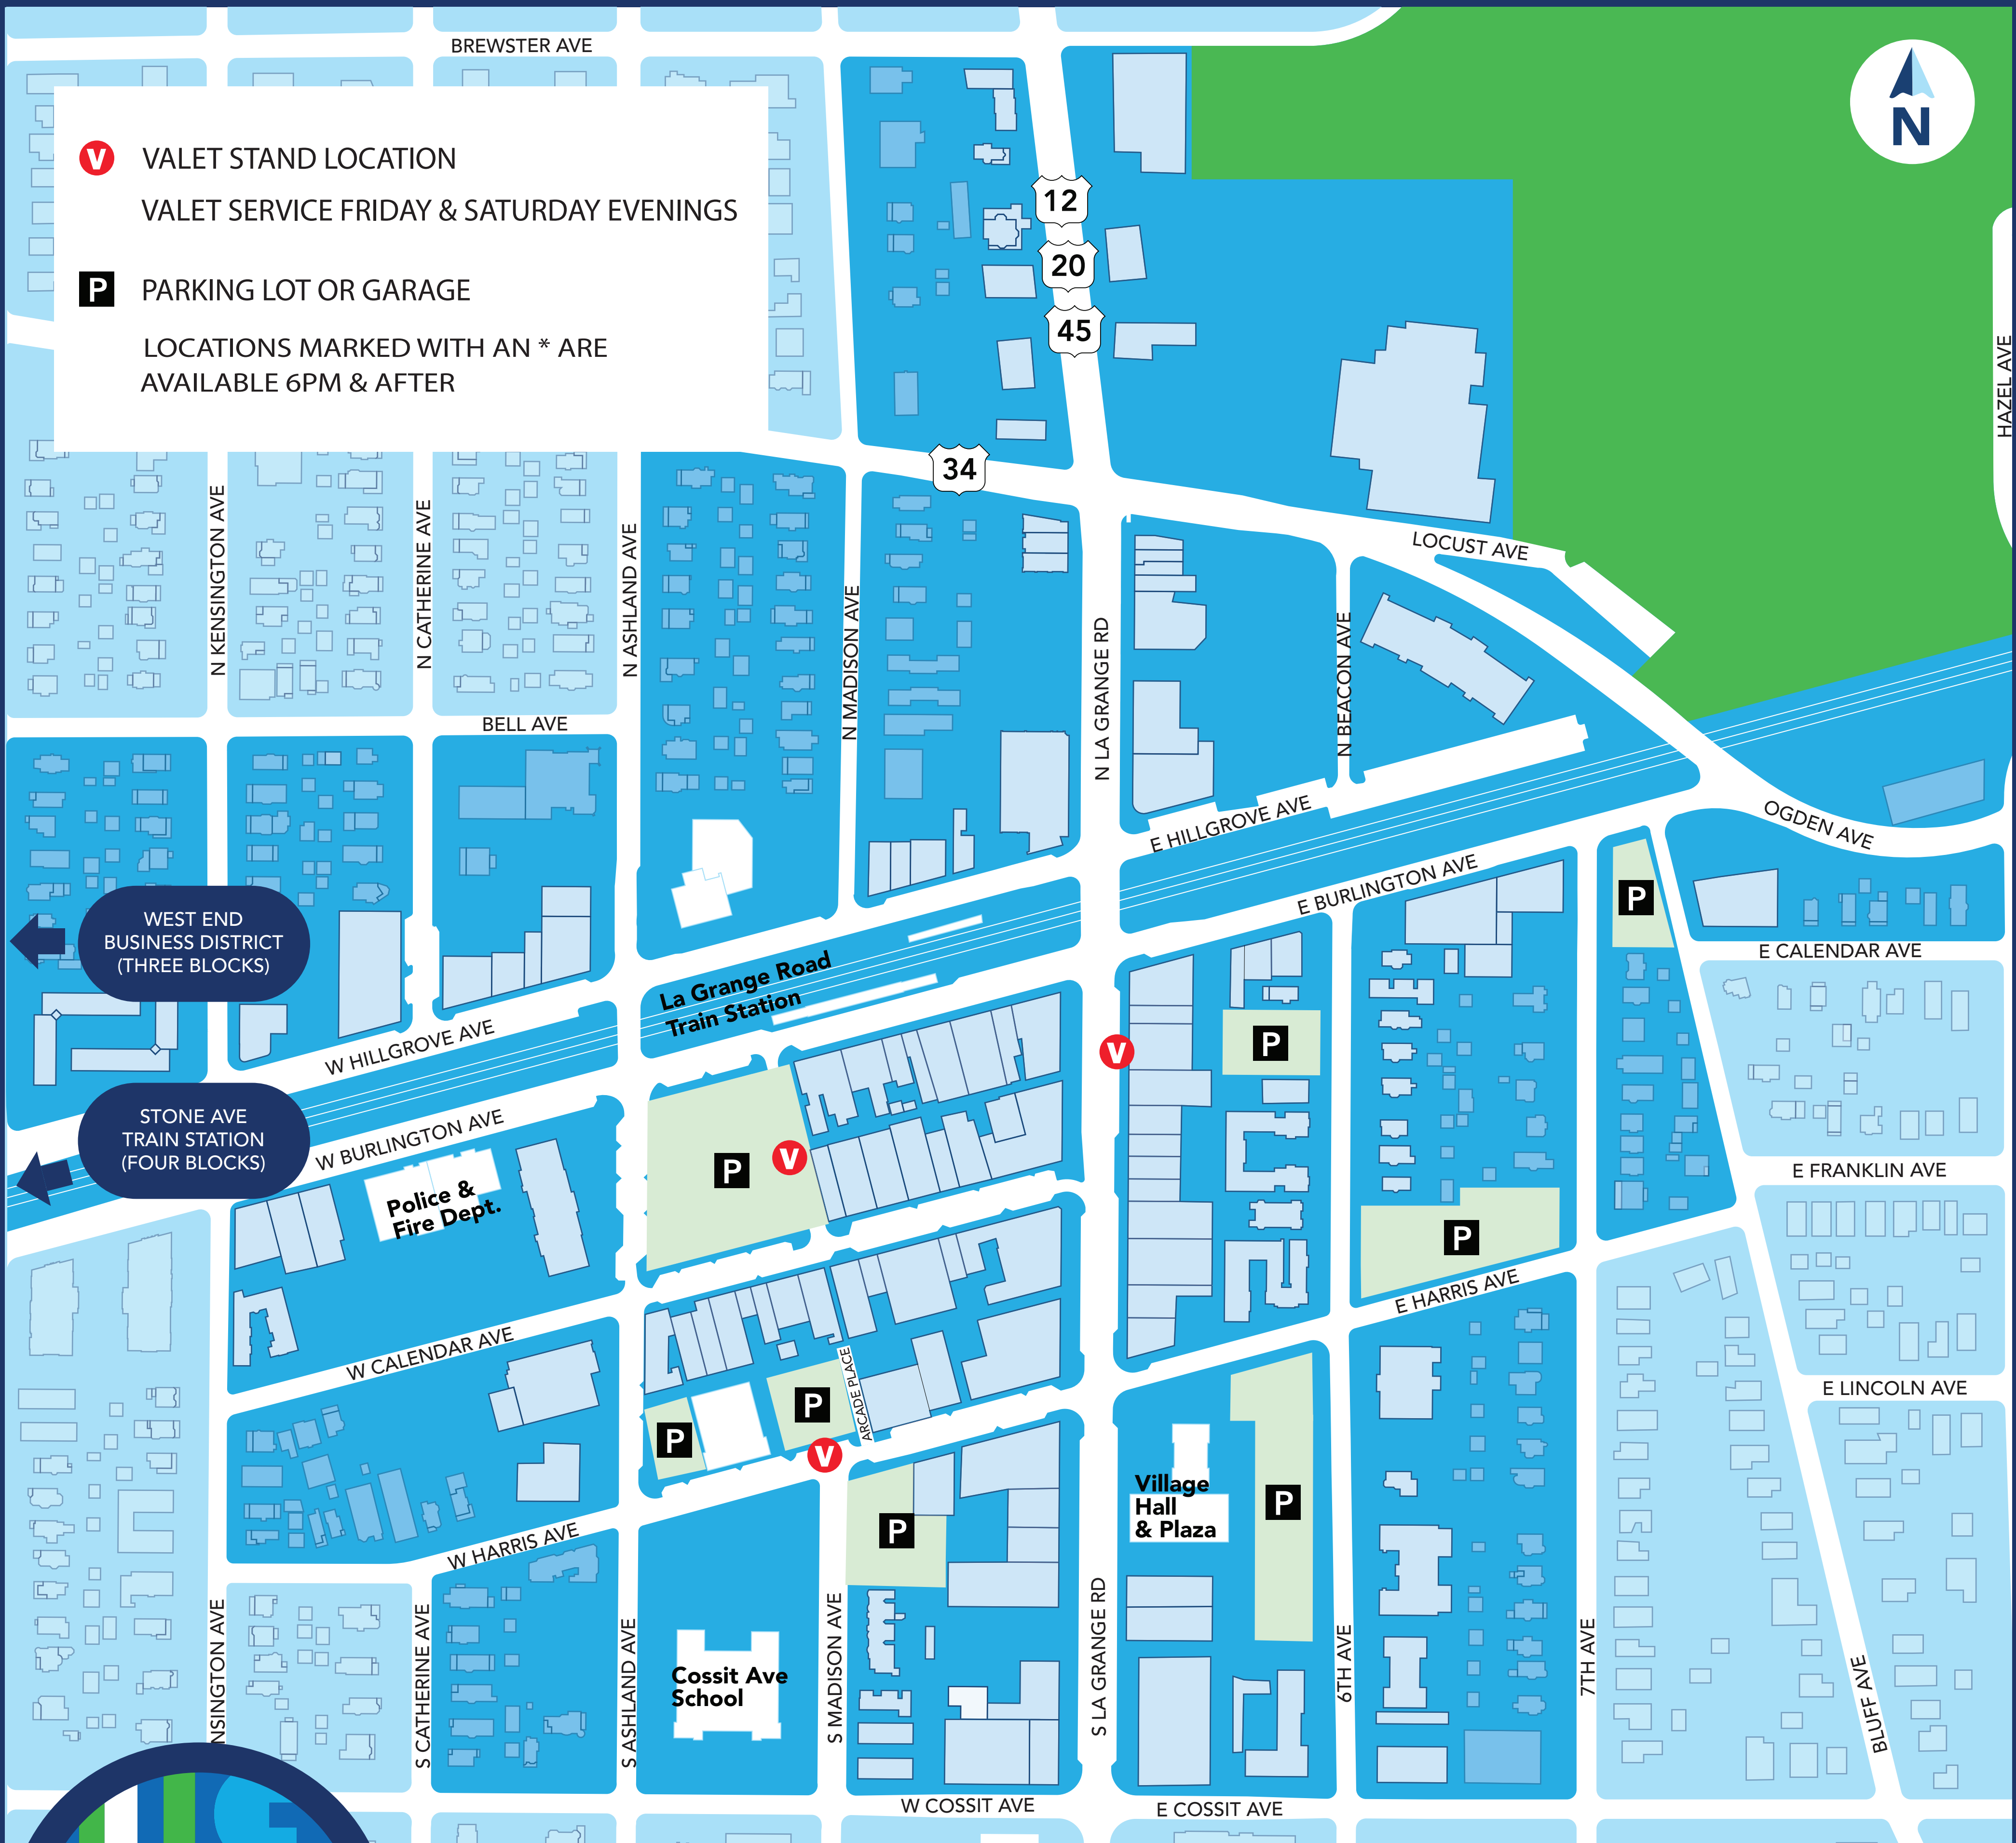 BREWSTER AVE
N
V VALET STAND LOCATION
VALET SERVICE FRIDAY & SATURDAY EVENINGS
P PARKING LOT OR GARAGE
LOCATIONS MARKED WITH AN * ARE
AVAILABLE 6PM & AFTER
12
20
45
34
HAZEL AVE
LOCUST AVE
N KENSINGTON AVE
N CATHERINE AVE
N ASHLAND AVE
N MADISON AVE
N LA GRANGE RD
N BEACON AVE
BELL AVE
E HILLGROVE AVE
OGDEN AVE
E BURLINGTON AVE
P
WEST END
BUSINESS DISTRICT
(THREE BLOCKS)
E CALENDAR AVE
La Grange Road
Train Station
W HILLGROVE AVE
V
P
STONE AVE
TRAIN STATION
(FOUR BLOCKS)
W BURLINGTON AVE
Police &
Fire Dept.
P
V
E FRANKLIN AVE
P
E HARRIS AVE
W CALENDAR AVE
ARCADE PLACE
E LINCOLN AVE
P
P
V
Village
Hall
& Plaza
P
P
W HARRIS AVE
NSINGTON AVE
S CATHERINE AVE
S ASHLAND AVE
Cossit Ave
School
S MADISON AVE
S LA GRANGE RD
6TH AVE
7TH AVE
BLUFF AVE
W COSSIT AVE
E COSSIT AVE